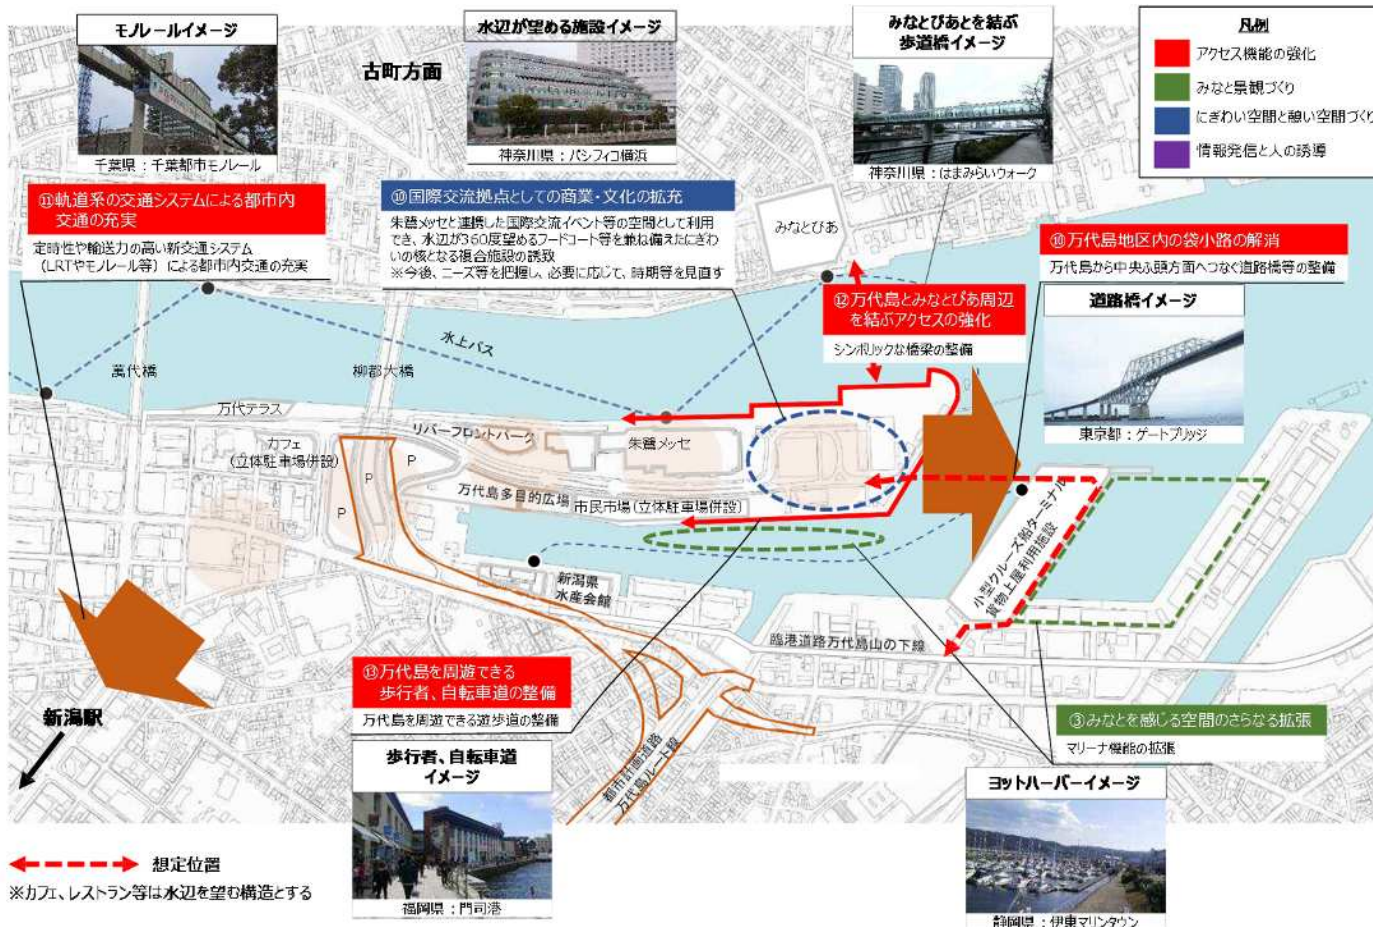 モノレールイメージ
千葉県：千葉都市モノレール
古町方面
水辺が望める施設イメージ
神奈川県：パシフィコ横浜
みなとぴあとを結ぶ
歩道橋イメージ
神奈川県：はまみらいウォーク
凡例
アクセス機能の強化
みなと景観づくり
にぎわい空間と憩い空間づくり
情報発信と人の誘導
⑪軌道系の交通システムによる都市内
交通の充実
定時性や輸送力の高い新交通システム
（LRTやモノレール等）による都市内交通の充実
⑩国際交流拠点としての商業・文化の拡充
朱鷺メッセと連携した国際交流イベント等の空間として利用
でき、水辺が360度望めるフードコート等を兼ね備えたにぎわ
いの核となる複合施設の誘致
※今後、ニーズ等を把握し、必要に応じて、時期等を見直す
みなとぴあ
⑩万代島地区内の袋小路の解消
万代島から中央ふ頭方面へつなぐ道路橋等の整備
道路橋イメージ
東京都：ゲートブリッジ
⑫万代島とみなとぴあ周辺
を結ぶアクセスの強化
シンボリックな橋梁の整備
水上バス
萬代橋
柳都大橋
万代テラス
カフェ
（立体駐車場併設）
リバーフロントパーク
朱鷺メッセ
P
P
P
万代島多目的広場
市民市場（立体駐車場併設）
新潟県
水産会館
小型クルーズ船ターミナル
貨物上屋利用施設
臨港道路万代島山の下線
新潟駅
⑬万代島を周遊できる
歩行者、自転車道の整備
万代島を周遊できる遊歩道の整備
歩行者、自転車道
イメージ
福岡県：門司港
都市計画道路
万代島ルート線
③みなとを感じる空間のさらなる拡張
マリーナ機能の拡張
ヨットハーバーイメージ
静岡県：伊東マリンタウン
想定位置
※カフェ、レストラン等は水辺を望む構造とする